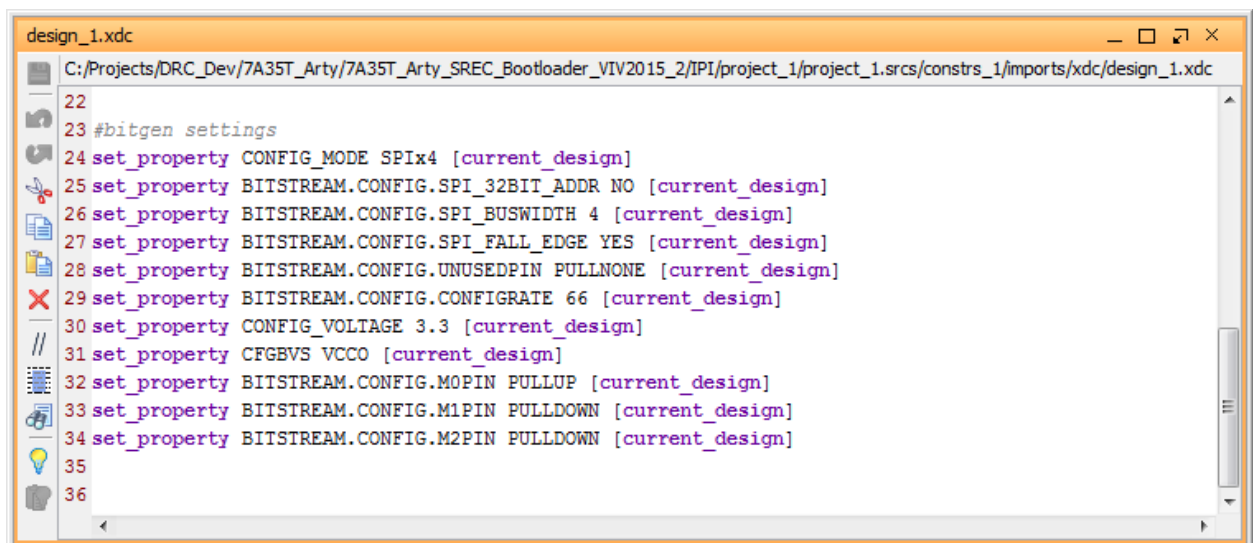 design_1.xdc
C:/Projects/DRC_Dev/7A35T_Arty/7A35T_Arty_SREC_Bootloader_VIV2015_2/IPI/project_1/project_1.srcs/constrs_1/imports/xdc/design_1.xdc
22
23 #bitgen settings
24 set_property CONFIG_MODE SPIx4 [current_design]
25 set_property BITSTREAM.CONFIG.SPI_32BIT_ADDR NO [current_design]
26 set_property BITSTREAM.CONFIG.SPI_BUSWIDTH 4 [current_design]
27 set_property BITSTREAM.CONFIG.SPI_FALL_EDGE YES [current_design]
28 set_property BITSTREAM.CONFIG.UNUSEDPIN PULLNONE [current_design]
29 set_property BITSTREAM.CONFIG.CONFIGRATE 66 [current_design]
30 set_property CONFIG_VOLTAGE 3.3 [current_design]
31 set_property CFGBVS VCCO [current_design]
32 set_property BITSTREAM.CONFIG.M0PIN PULLUP [current_design]
33 set_property BITSTREAM.CONFIG.M1PIN PULLDOWN [current_design]
34 set_property BITSTREAM.CONFIG.M2PIN PULLDOWN [current_design]
35
36